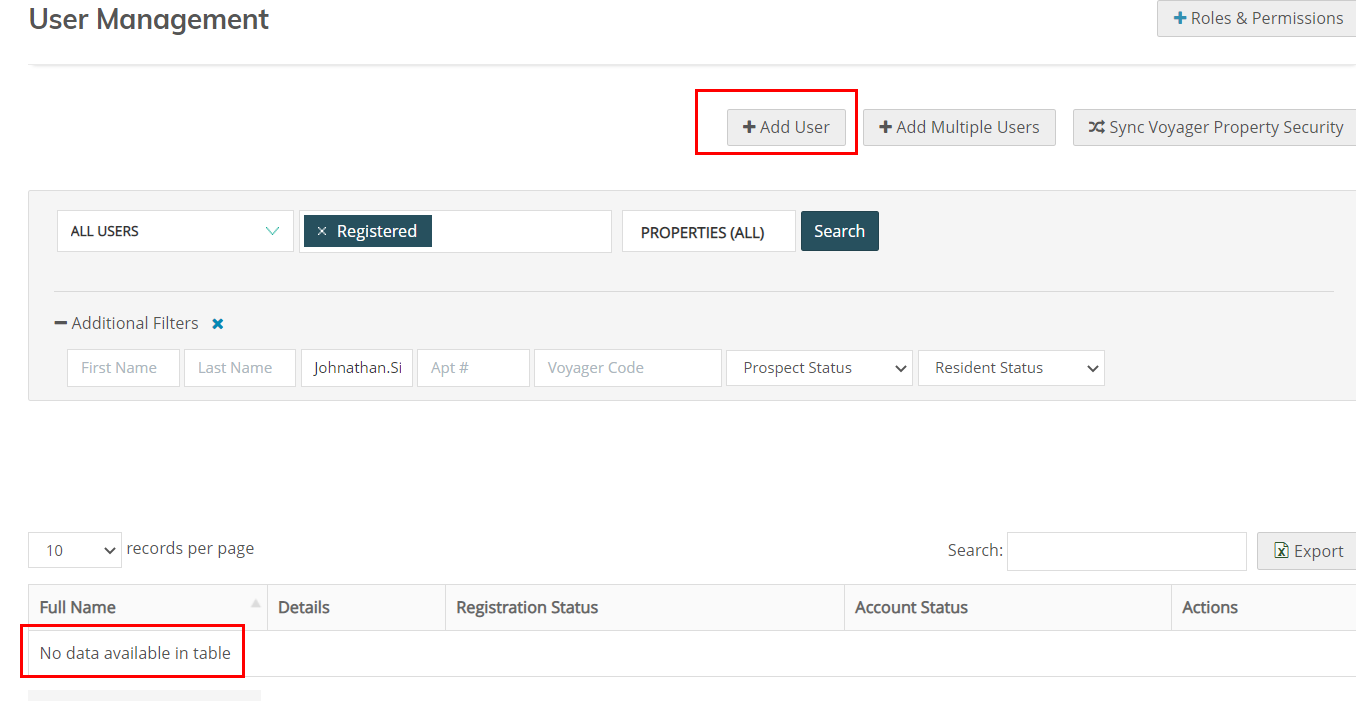 User Management
Roles & Permissions
Add User
Add Multiple Users
Sync Voyager Property Security
ALL USERS
× Registered
PROPERTIES (ALL)
Search
Additional Filters
First Name
Last Name
Johnathan.Si
Apt #
Voyager Code
Prospect Status
Resident Status
10
records per page
Search:
Export
Full Name
Details
Registration Status
Account Status
Actions
No data available in table